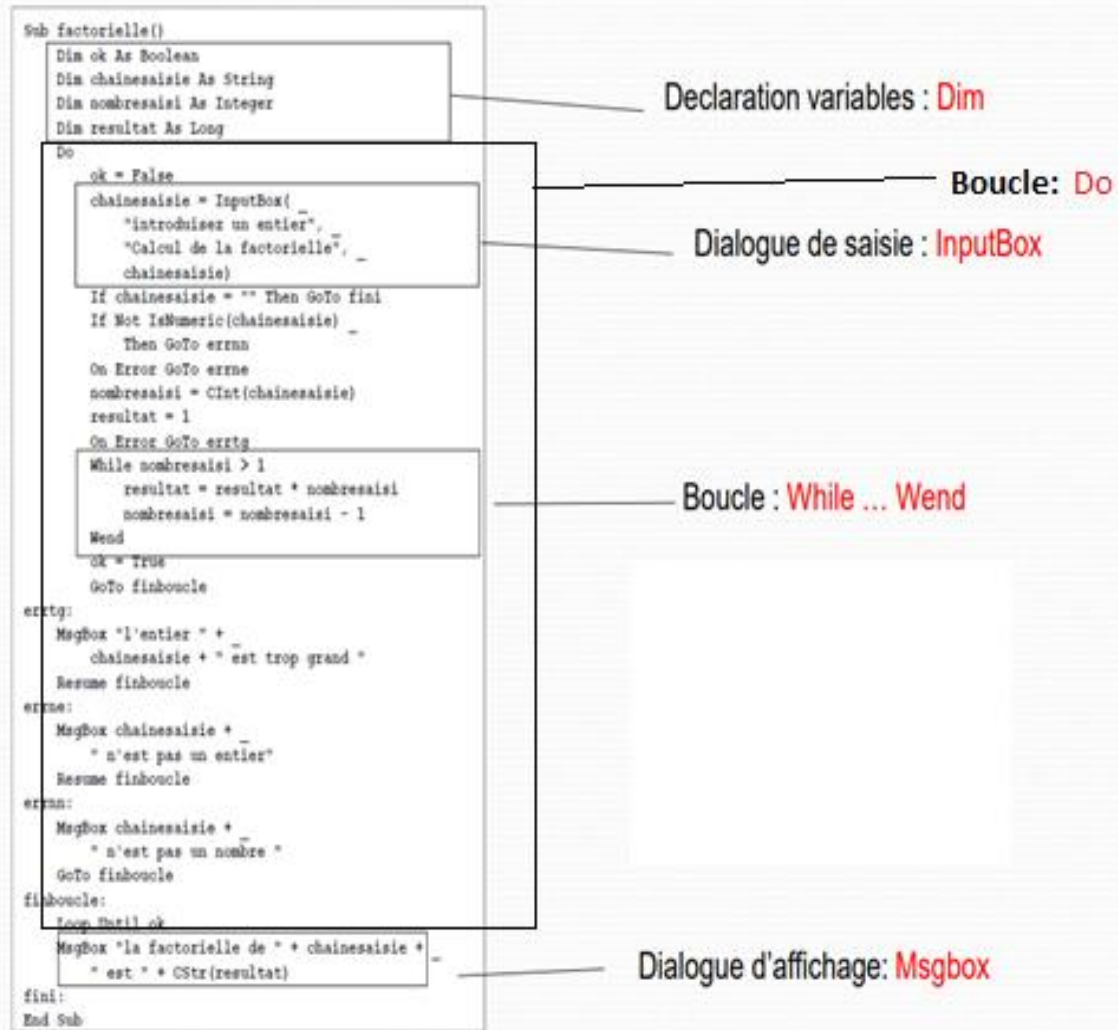 Sub factorielle()
Dim ok As Boolean
Dim chainesaisie As String
Dim nombresaisi As Integer
Dim resultat As Long
Do
ok = False
chainesaisie = InputBox( _
"introduisez un entier", _
"Calcul de la factorielle", _
chainesaisie)
If chainesaisie = "" Then GoTo fini
If Not IsNumeric(chainesaisie) _
Then GoTo errnn
On Error GoTo errne
nombresaisi = CInt(chainesaisie)
resultat = 1
On Error GoTo errtg
While nombresaisi > 1
resultat = resultat * nombresaisi
nombresaisi = nombresaisi - 1
Wend
ok = True
GoTo finboucle
errtg:
MsgBox "l'entier " + _
chainesaisie + " est trop grand "
Resume finboucle
errne:
MsgBox chainesaisie + _
" n'est pas un entier"
Resume finboucle
errnn:
MsgBox chainesaisie + _
" n'est pas un nombre "
GoTo finboucle
finboucle:
Loop Until ok
MsgBox "la factorielle de " + chainesaisie + _
" est " + CStr(resultat)
fini:
End Sub
Declaration variables : Dim
Boucle: Do
Dialogue de saisie : InputBox
Boucle : While ... Wend
Dialogue d'affichage: Msgbox